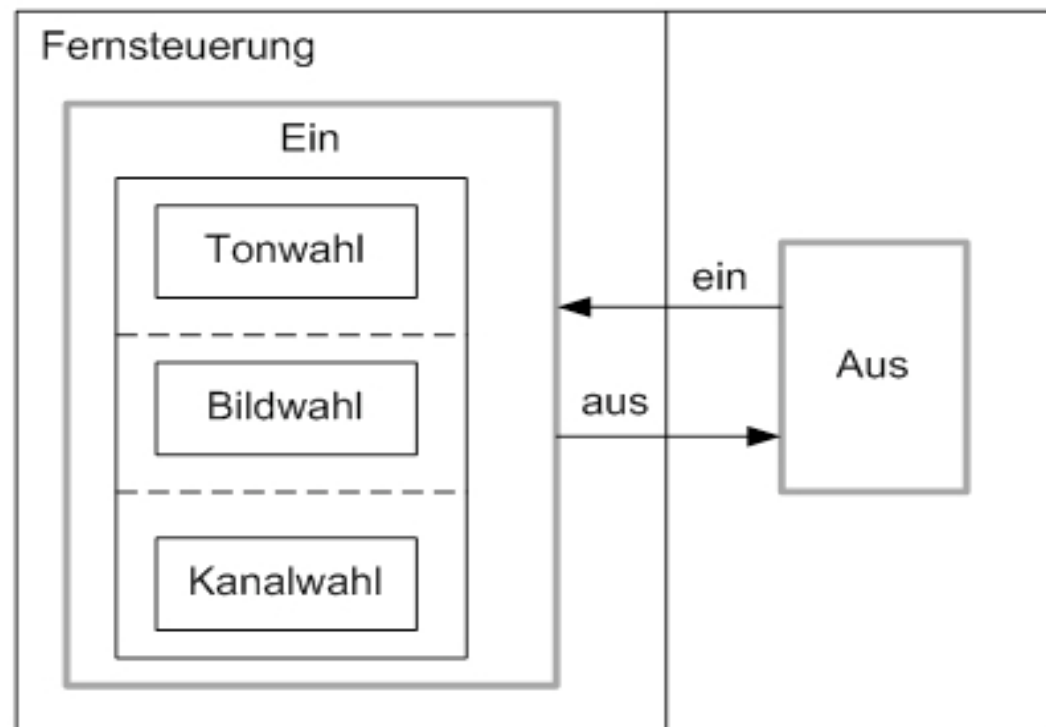 Fernsteuerung
Ein
Tonwahl
ein
Aus
Bildwahl
aus
Kanalwahl